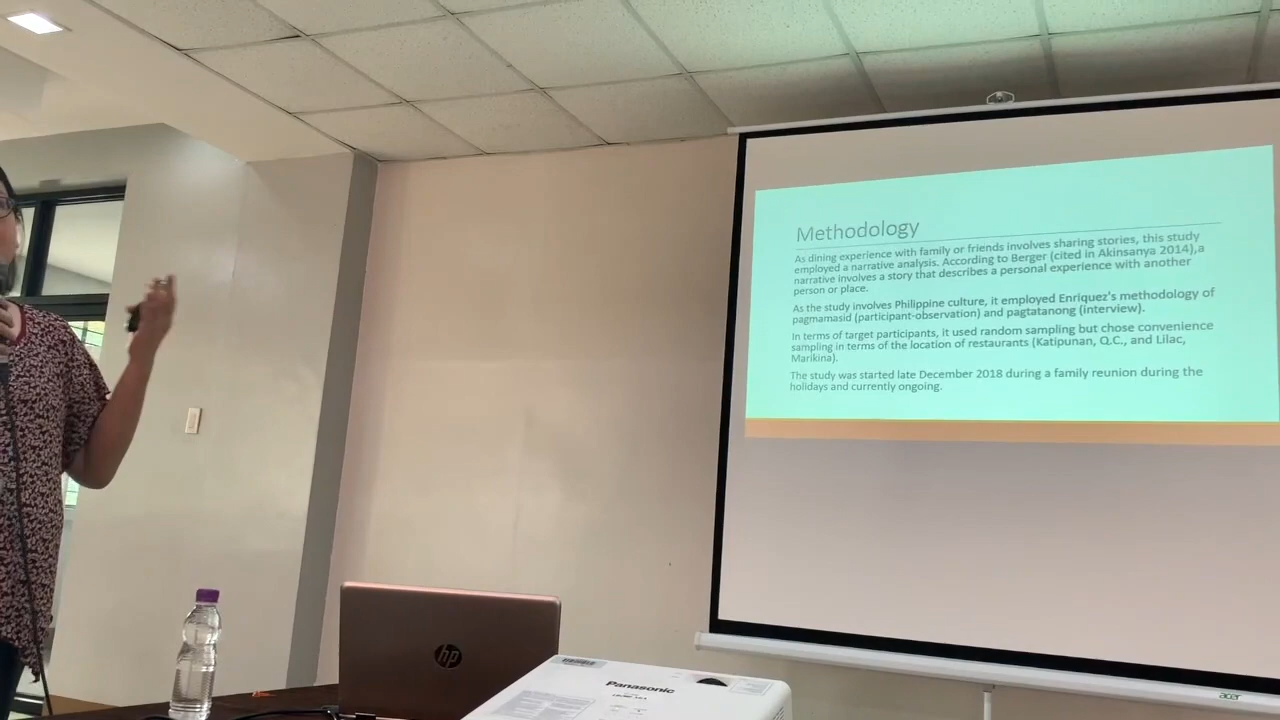 Methodology
As dining experience with family or friends involves sharing stories, this study
employed a narrative analysis. According to Berger (cited in Akinsanya 2014),a
narrative involves a story that describes a personal experience with another
person or place.
As the study involves Philippine culture, it employed Enriquez's methodology of
pagmamasid (participant-observation) and pagtatanong (interview).
In terms of target participants, it used random sampling but chose convenience
sampling in terms of the location of restaurants (Katipunan, Q.C., and Lilac,
Marikina).
The study was started late December 2018 during a family reunion during the
holidays and currently ongoing.
hp
Panasonic
acer